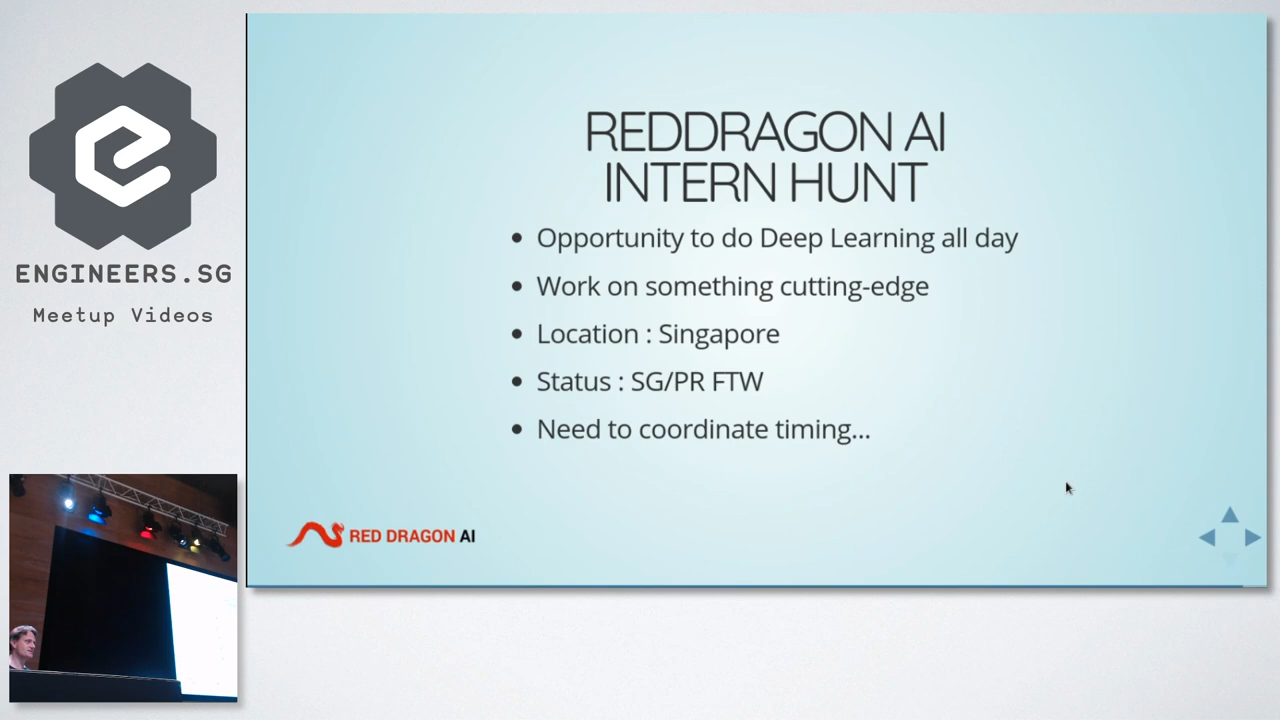 ENGINEERS.SG
Meetup Videos
REDDRAGON AI
INTERN HUNT
• Opportunity to do Deep Learning all day
• Work on something cutting-edge
• Location : Singapore
• Status : SG/PR FTW
• Need to coordinate timing...
RED DRAGON AI